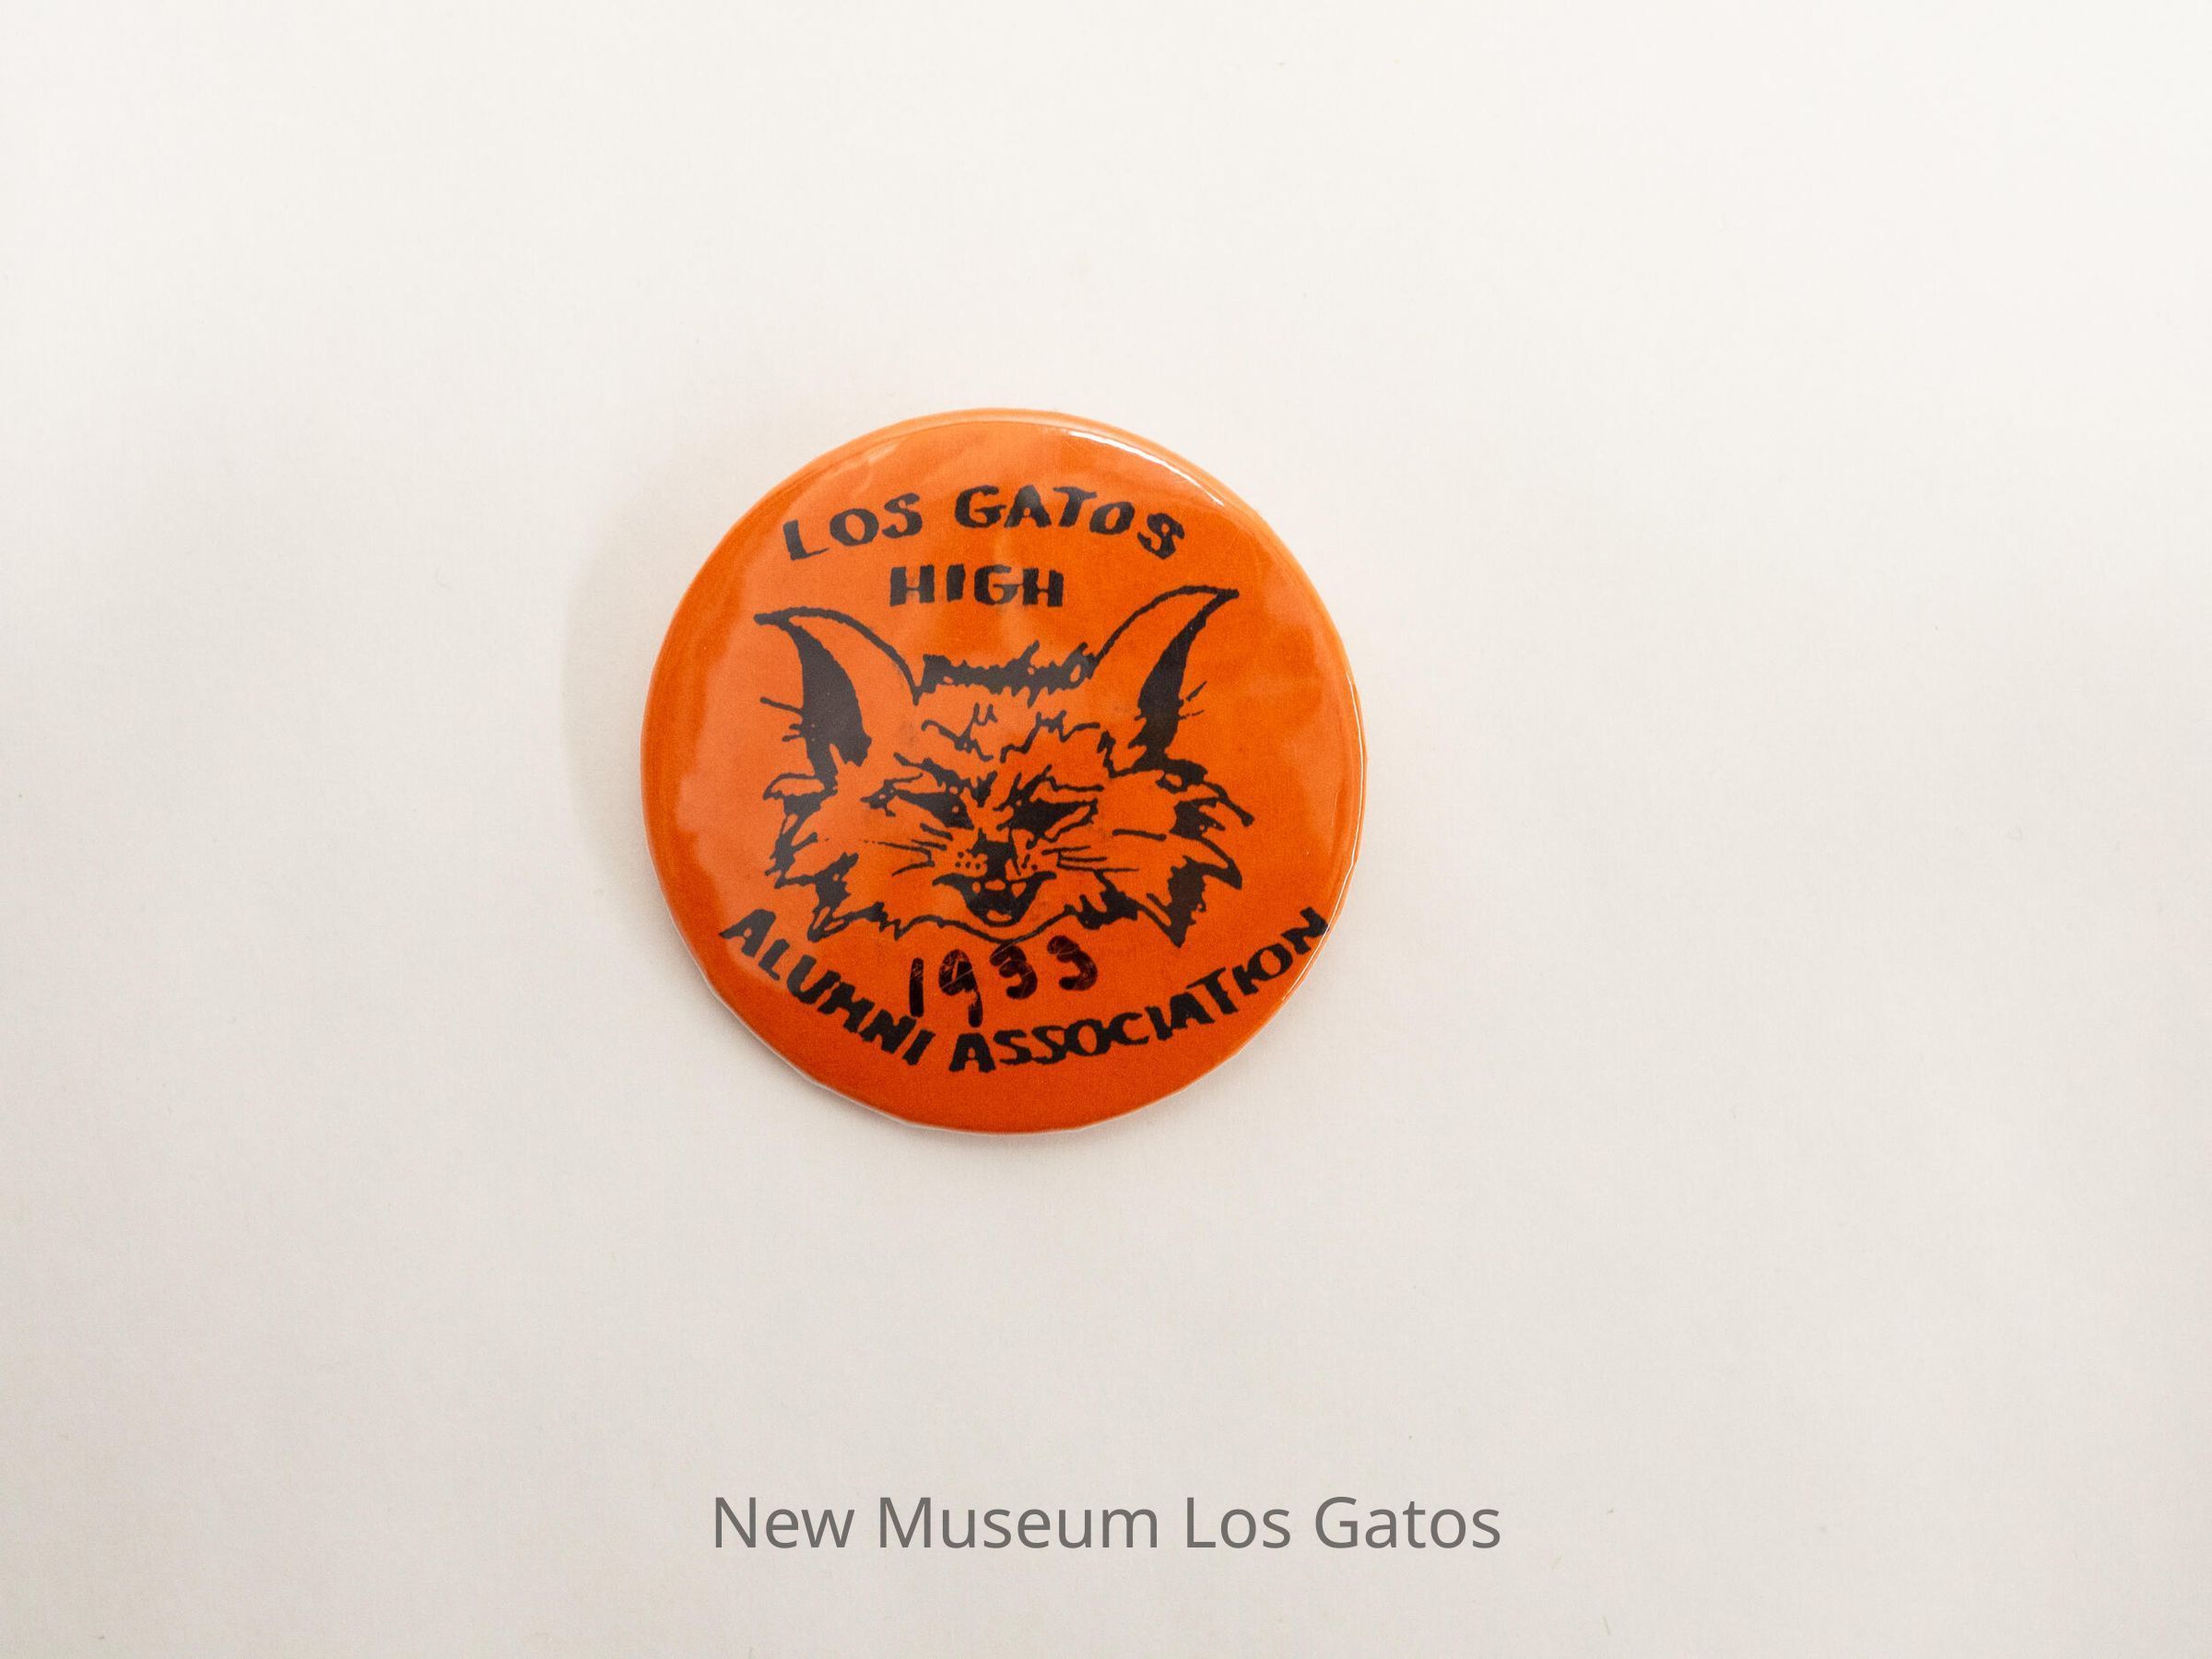 LOS GATOS
HIGH
1933
ALUMNI ASSOCIATION
New Museum Los Gatos